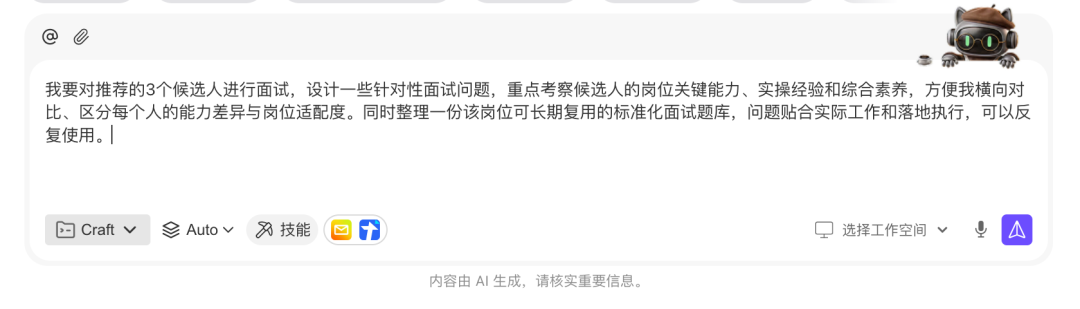 @
我要对推荐的3个候选人进行面试，设计一些针对性面试问题，重点考察候选人的岗位关键能力、实操经验和综合素养，方便我横向对
比、区分每个人的能力差异与岗位适配度。同时整理一份该岗位可长期复用的标准化面试题库，问题贴合实际工作和落地执行，可以反
复使用。
Craft Auto 技能 选择工作空间
内容由 AI 生成，请核实重要信息。